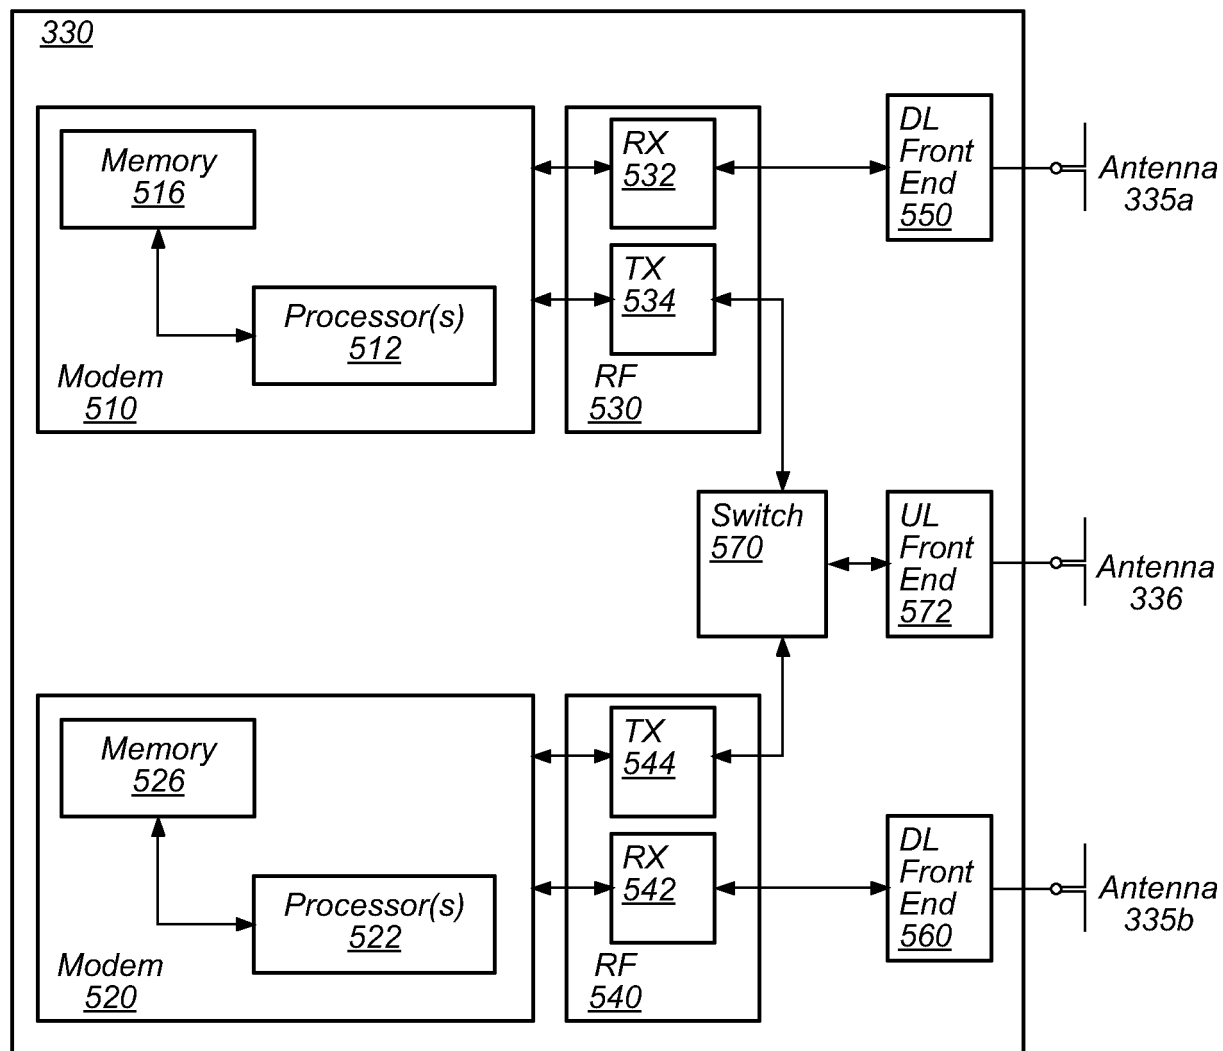 330
Memory
516
Processor(s)
512
Modem
510
RX
532
TX
534
RF
530
DL
Front
End
550
Antenna
335a
Switch
570
UL
Front
End
572
Antenna
336
Memory
526
Processor(s)
522
Modem
520
TX
544
RX
542
RF
540
DL
Front
End
560
Antenna
335b